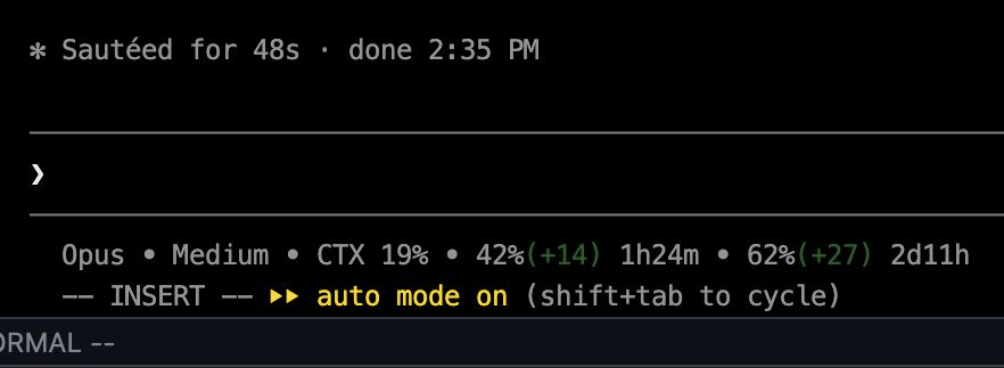 ✻ Sautéed for 48s · done 2:35 PM
❯
Opus • Medium • CTX 19% • 42%(+14) 1h24m • 62%(+27) 2d11h
-- INSERT -- ⏵⏵ auto mode on (shift+tab to cycle)
ORMAL --